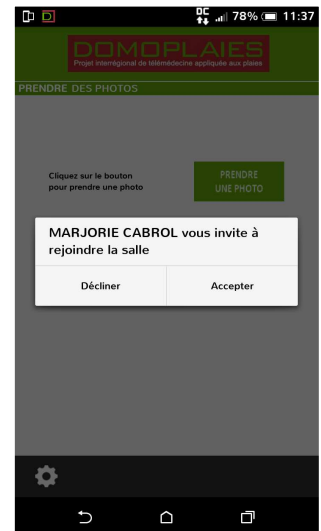 DC 78% 11:37
DOMOPLAIES
Projet interrégional de télémédecine appliquée aux plaies
PRENDRE DES PHOTOS
Cliquez sur le bouton
pour prendre une photo
PRENDRE
UNE PHOTO
MARJORIE CABROL vous invite à
rejoindre la salle
Décliner Accepter